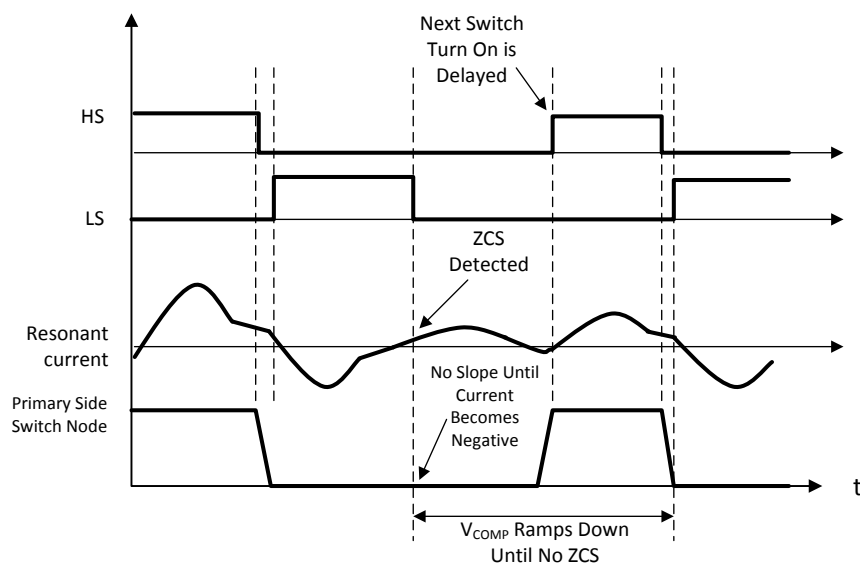 Next Switch
Turn On is
Delayed
HS
LS
ZCS
Detected
Resonant
current
No Slope Until
Current
Becomes
Negative
Primary Side
Switch Node
t
VCOMP Ramps Down
Until No ZCS